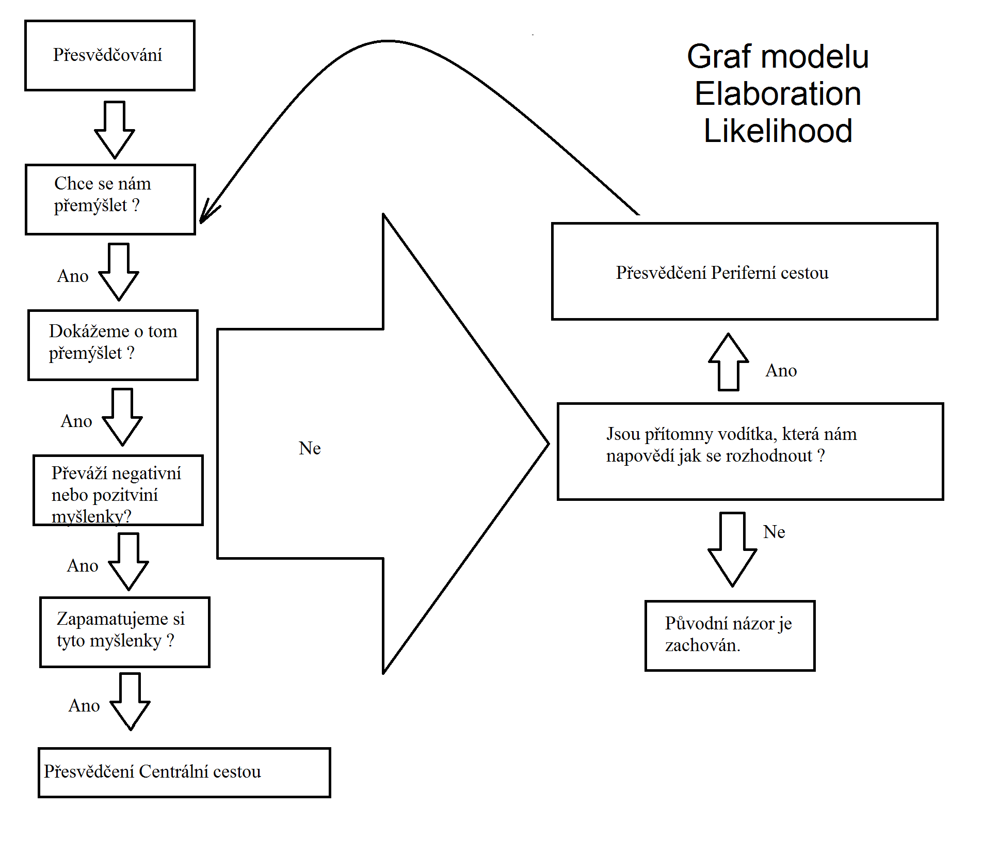 Graf modelu
Elaboration
Likelihood
Přesvědčování
Chce se nám
přemýšlet ?
Ano
Dokážeme o tom
přemýšlet ?
Ano
Převáží negativní
nebo pozitviní
myšlenky?
Ano
Zapamatujeme si
tyto myšlenky ?
Ano
Přesvědčení Centrální cestou
Ne
Přesvědčení Periferní cestou
Ano
Jsou přítomny vodítka, která nám
napovědí jak se rozhodnout ?
Ne
Původní názor je
zachován.